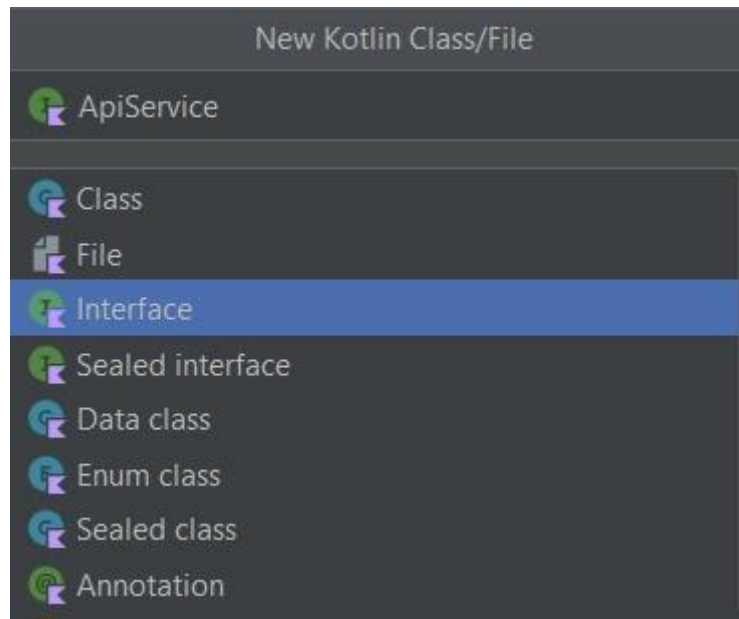 New Kotlin Class/File
ApiService
Class
File
Interface
Sealed interface
Data class
Enum class
Sealed class
Annotation